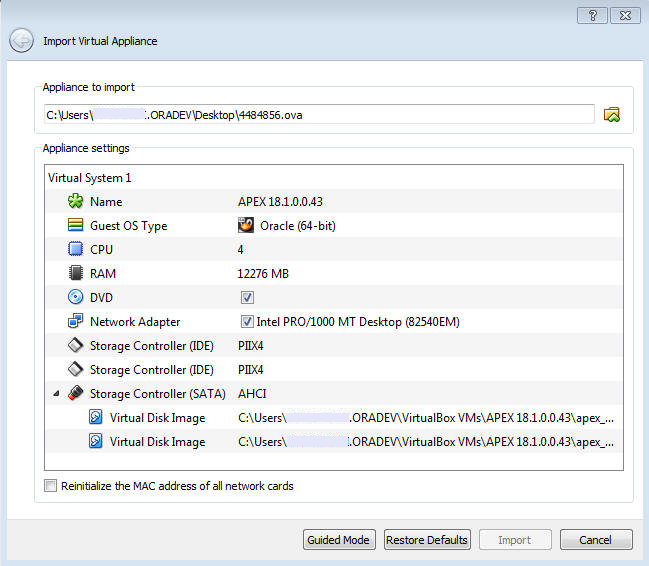 Import Virtual Appliance
Appliance to import
C:\Users\ .ORADEV\Desktop\4484856.ova
Appliance settings
Virtual System 1
Name APEX 18.1.0.0.43
Guest OS Type Oracle (64-bit)
CPU 4
RAM 12276 MB
DVD
Network Adapter Intel PRO/1000 MT Desktop (82540EM)
Storage Controller (IDE) PIIX4
Storage Controller (IDE) PIIX4
Storage Controller (SATA) AHCI
Virtual Disk Image C:\Users\ .ORADEV\VirtualBox VMs\APEX 18.1.0.0.43\apex_...
Virtual Disk Image C:\Users\ .ORADEV\VirtualBox VMs\APEX 18.1.0.0.43\apex_...
Reinitialize the MAC address of all network cards
Guided Mode Restore Defaults Import Cancel